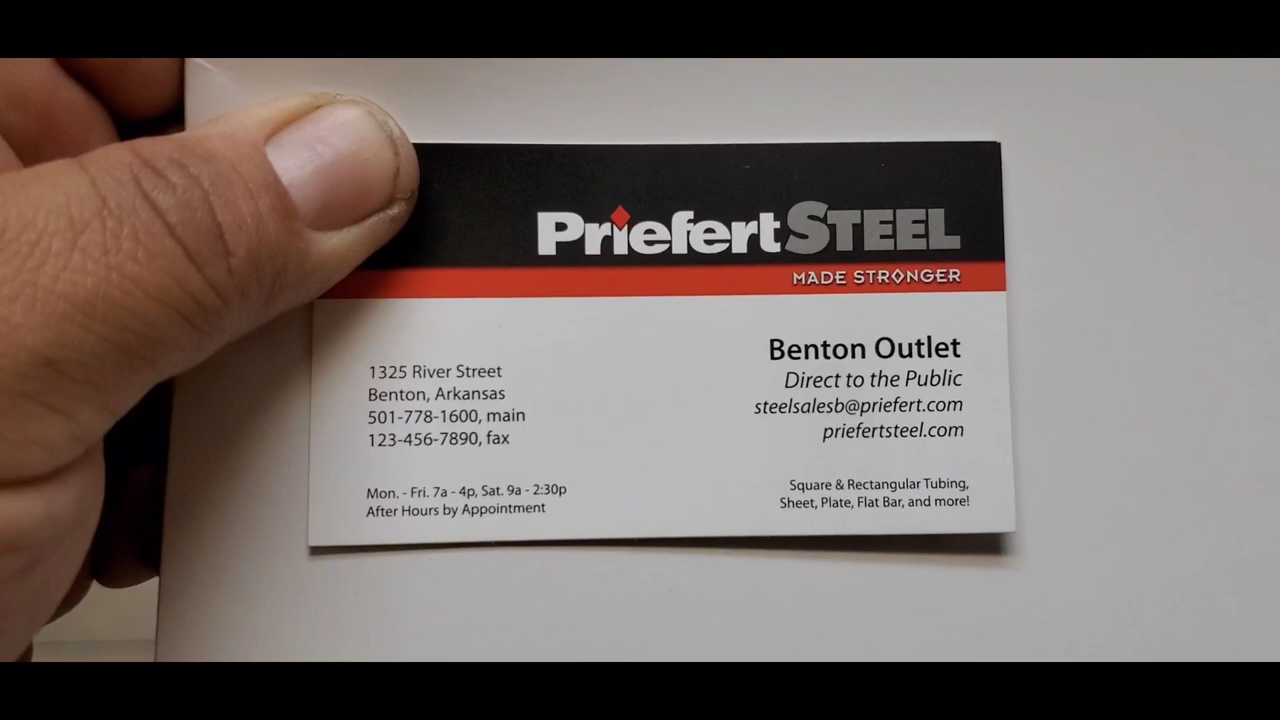 Priefert STEEL
MADE STRONGER
1325 River Street
Benton, Arkansas
501-778-1600, main
123-456-7890, fax
Mon. - Fri. 7a - 4p, Sat. 9a - 2:30p
After Hours by Appointment
Benton Outlet
Direct to the Public
steelsalesb@priefert.com
priefertsteel.com
Square & Rectangular Tubing,
Sheet, Plate, Flat Bar, and more!